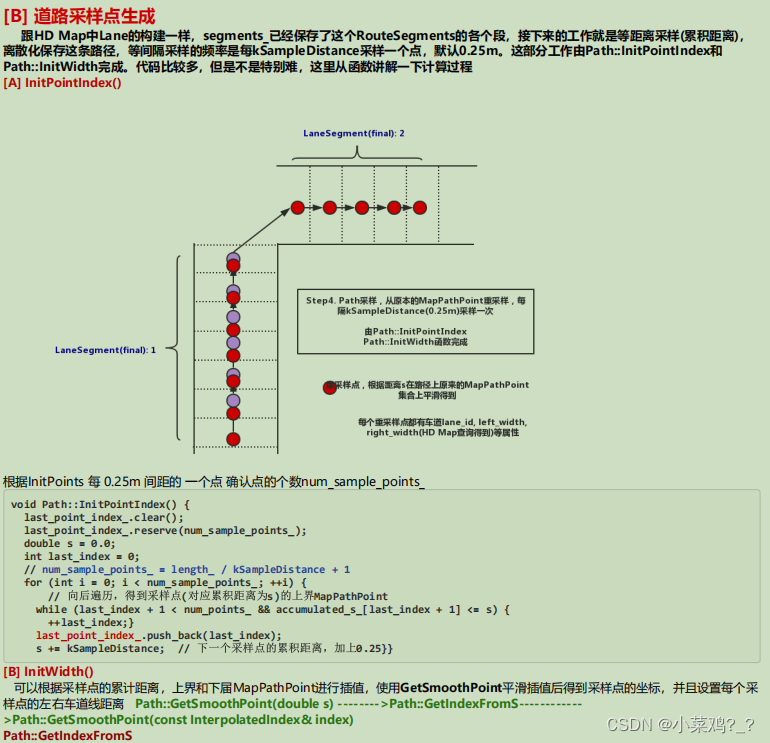 [B] 道路采样点生成
跟HD Map中Lane的构建一样，segments_已经保存了这个RouteSegments的各个段，接下来的工作就是等距离采样(累积距离)，
离散化保存这条路径，等间隔采样的频率是每kSampleDistance采样一个点，默认0.25m。这部分工作由Path::InitPointIndex和
Path::InitWidth完成。代码比较多，但是不是特别难，这里从函数讲解一下计算过程
[A] InitPointIndex()
LaneSegment(final): 2
Step4. Path采样，从原本的MapPathPoint重采样，每
隔kSampleDistance(0.25m)采样一次
由Path::InitPointIndex
Path::InitWidth函数完成
LaneSegment(final): 1
采样点，根据距离s在路径上原来的MapPathPoint
集合上平滑得到
每个重采样点都有车道lane_id, left_width,
right_width(HD Map查询得到)等属性
根据InitPoints 每 0.25m 间距的 一个点 确认点的个数num_sample_points_
void Path::InitPointIndex() {
last_point_index_.clear();
last_point_index_.reserve(num_sample_points_);
double s = 0.0;
int last_index = 0;
// num_sample_points_ = length_ / kSampleDistance + 1
for (int i = 0; i < num_sample_points_; ++i) {
// 向后遍历，得到采样点(对应累积距离为s)的上界MapPathPoint
while (last_index + 1 < num_points_ && accumulated_s_[last_index + 1] <= s) {
++last_index;}
last_point_index_.push_back(last_index);
s += kSampleDistance;  // 下一个采样点的累积距离，加上0.25}}
[B] InitWidth()
可以根据采样点的累计距离，上界和下届MapPathPoint进行插值，使用GetSmoothPoint平滑插值后得到采样点的坐标，并且设置每个采
样点的左右车道线距离   Path::GetSmoothPoint(double s) -------->Path::GetIndexFromS------------
>Path::GetSmoothPoint(const InterpolatedIndex& index)
Path::GetIndexFromS
CSDN @小菜鸡?_?